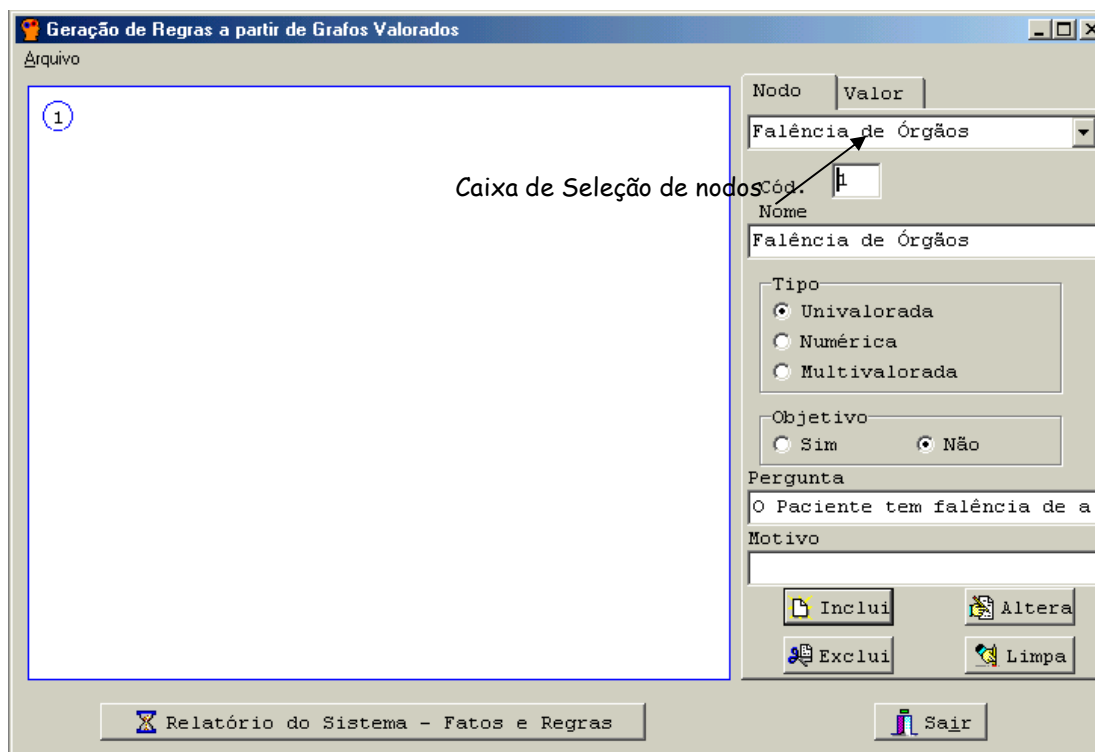 Geração de Regras a partir de Grafos Valorados
Arquivo
1
Nodo Valor
Falência de Órgãos
Caixa de Seleção de nodos
Cód. 1
Nome
Falência de Órgãos
Tipo
Univalorada
Numérica
Multivalorada
Objetivo
Sim Não
Pergunta
O Paciente tem falência de a
Motivo
Inclui Altera
Exclui Limpa
Relatório do Sistema - Fatos e Regras Sair